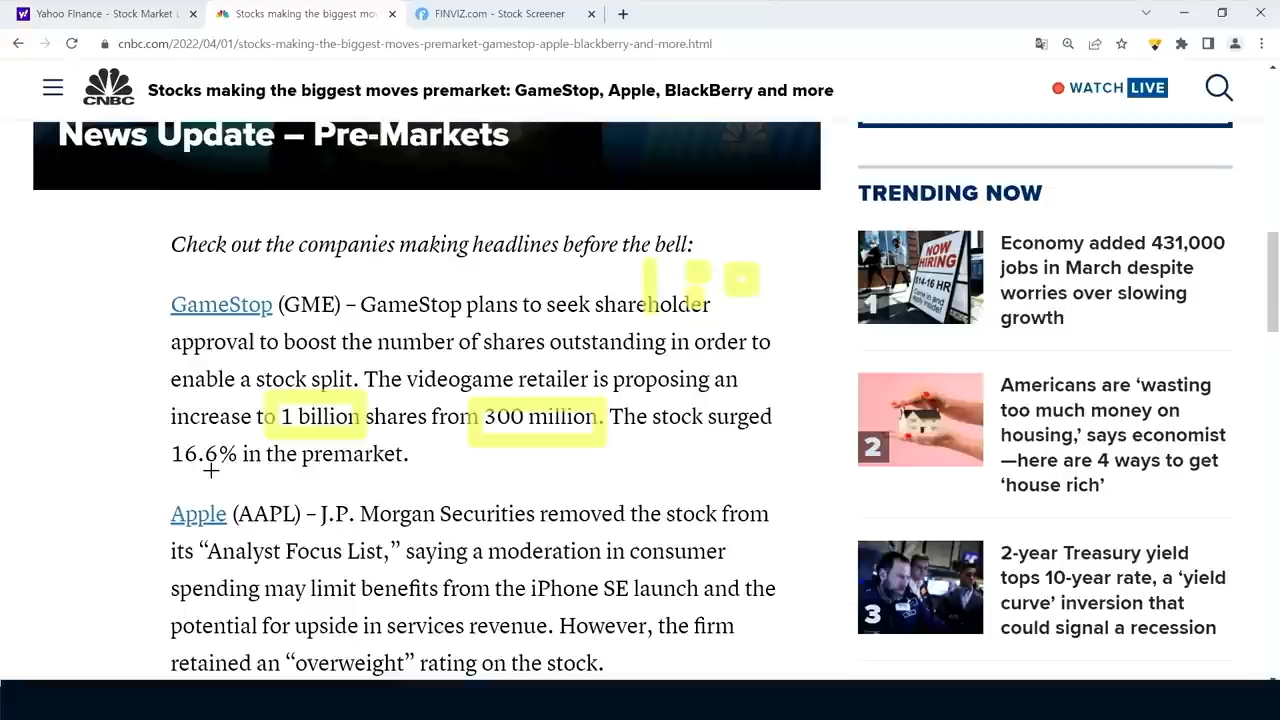 Yahoo Finance - Stock Market L
Stocks making the biggest mov
FINVIZ.com - Stock Screener
cnbc.com/2022/04/01/stocks-making-the-biggest-moves-premarket-gamestop-apple-blackberry-and-more.html
CNBC
Stocks making the biggest moves premarket: GameStop, Apple, BlackBerry and more
WATCH LIVE
News Update – Pre-Markets
Check out the companies making headlines before the bell:
GameStop (GME) – GameStop plans to seek shareholder
approval to boost the number of shares outstanding in order to
enable a stock split. The videogame retailer is proposing an
increase to 1 billion shares from 300 million. The stock surged
16.6% in the premarket.
Apple (AAPL) – J.P. Morgan Securities removed the stock from
its “Analyst Focus List,” saying a moderation in consumer
spending may limit benefits from the iPhone SE launch and the
potential for upside in services revenue. However, the firm
retained an “overweight” rating on the stock.
TRENDING NOW
NOW
HIRING
$14-16 HR
1
Economy added 431,000
jobs in March despite
worries over slowing
growth
2
Americans are ‘wasting
too much money on
housing,’ says economist
—here are 4 ways to get
‘house rich’
3
2-year Treasury yield
tops 10-year rate, a ‘yield
curve’ inversion that
could signal a recession